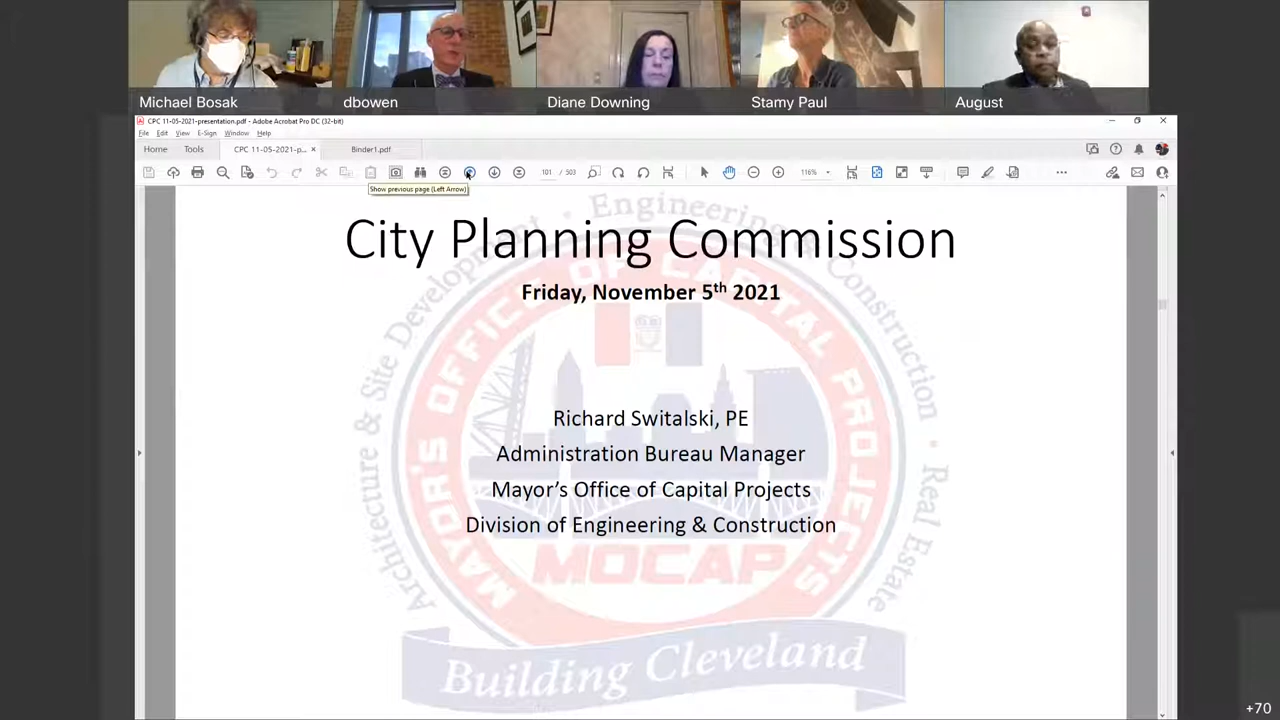 Michael Bosak
dbowen
Diane Downing
Stamy Paul
August
CPC 11-05-2021-presentation.pdf - Adobe Acrobat Pro DC (32-bit)
File Edit View E-Sign Window Help
Home Tools CPC 11-05-2021-p... × Binder1.pdf
101 / 503 116%
Show previous page (Left Arrow)
City Planning Commission
Friday, November 5th 2021
Richard Switalski, PE
Administration Bureau Manager
Mayor’s Office of Capital Projects
Division of Engineering & Construction
Architecture & Site Development · Engineering & Construction · Real Estate
MAYOR'S OFFICE OF CAPITAL PROJECTS
MOCAP
Building Cleveland
+70